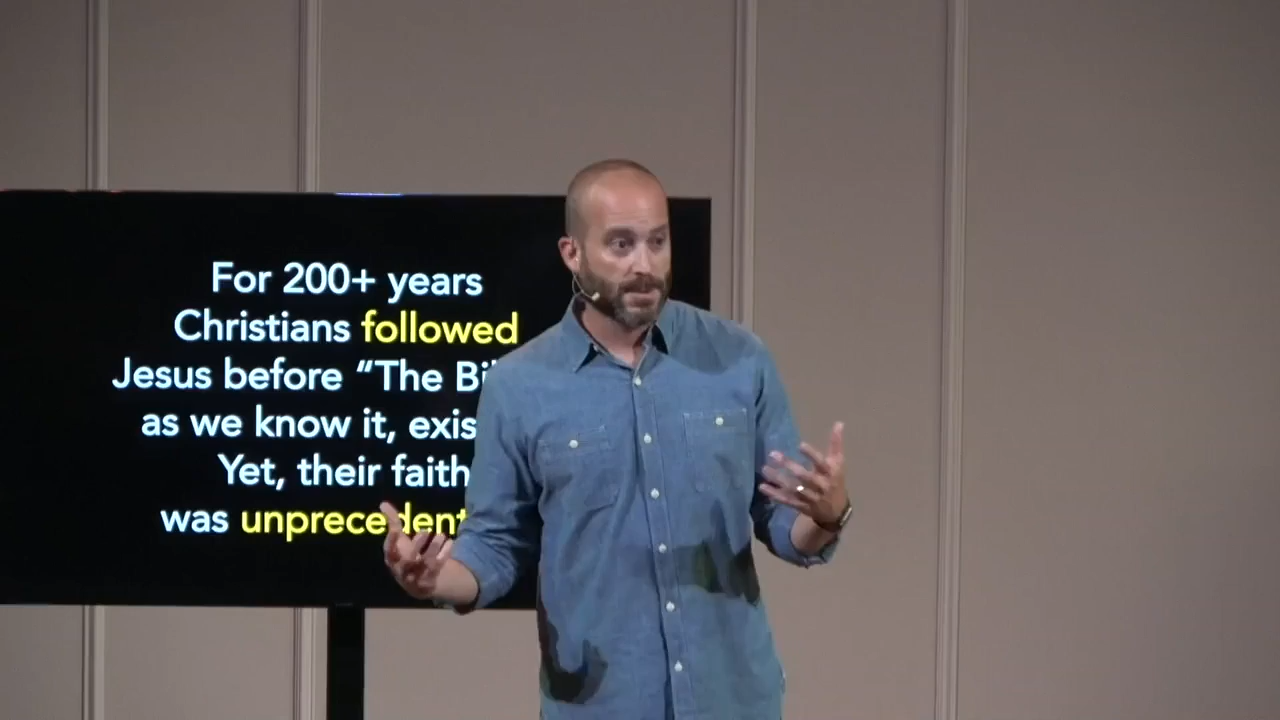 For 200+ years
Christians followed
Jesus before “The
as we know it,
Yet, their faith
was